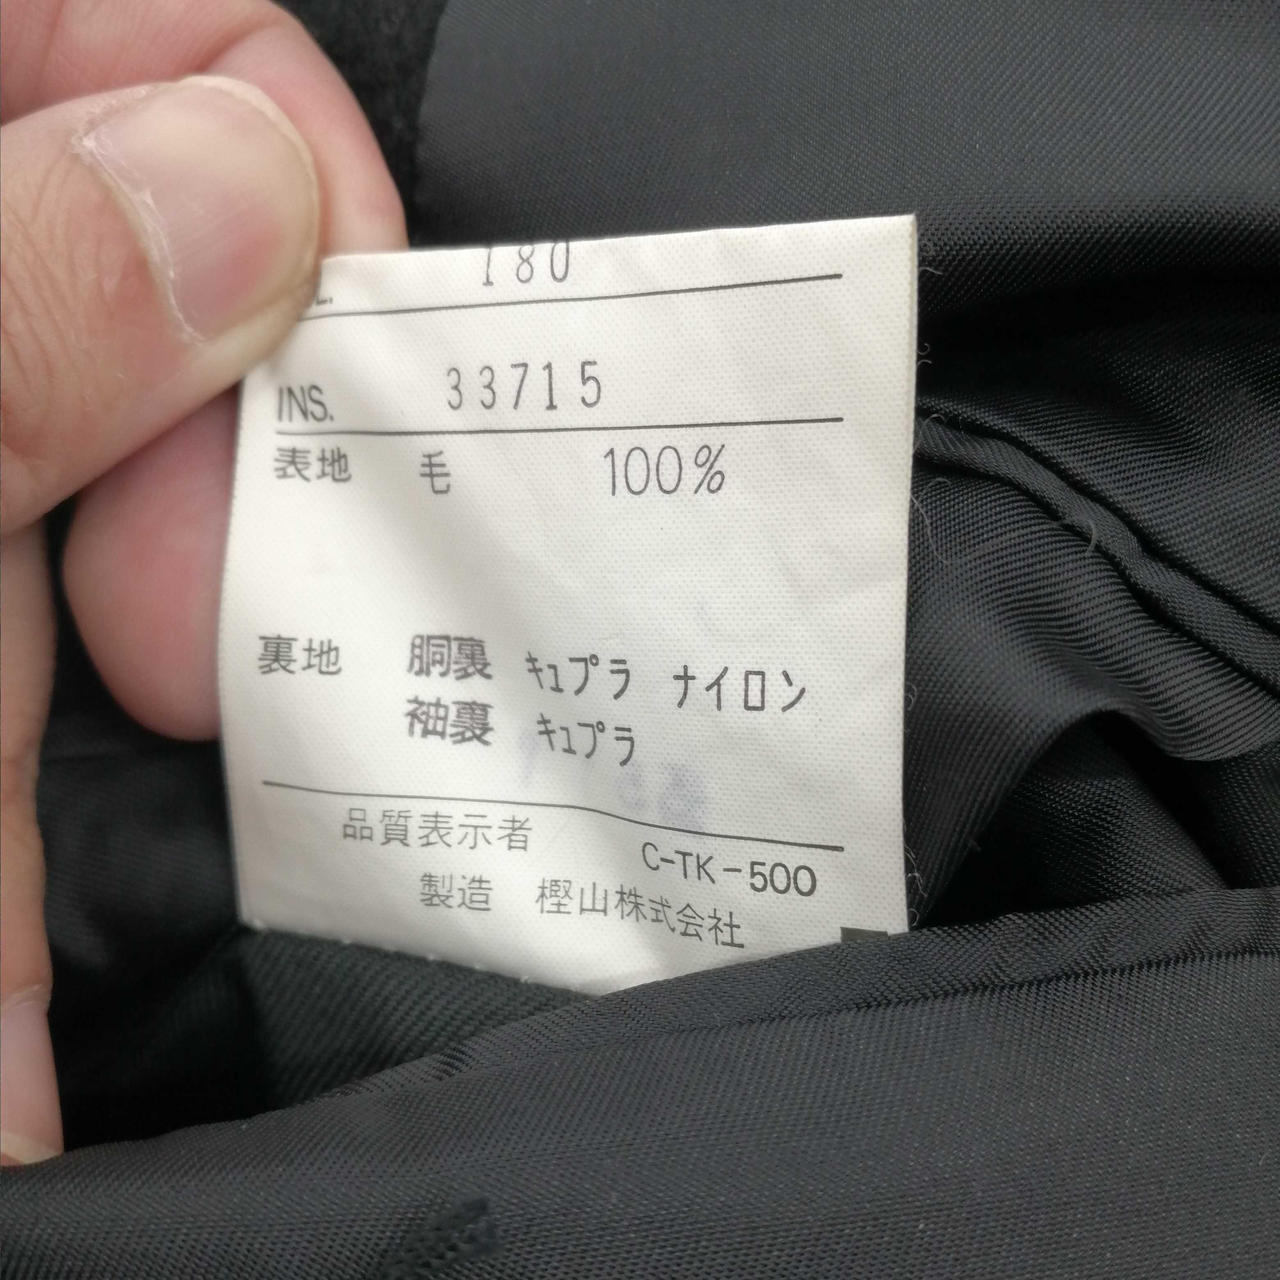 180
INS. 33715
表地 毛 100%
裏地 胴裏 キュプラ ナイロン
袖裏 キュプラ
品質表示者
C-TK-500
製造 樫山株式会社